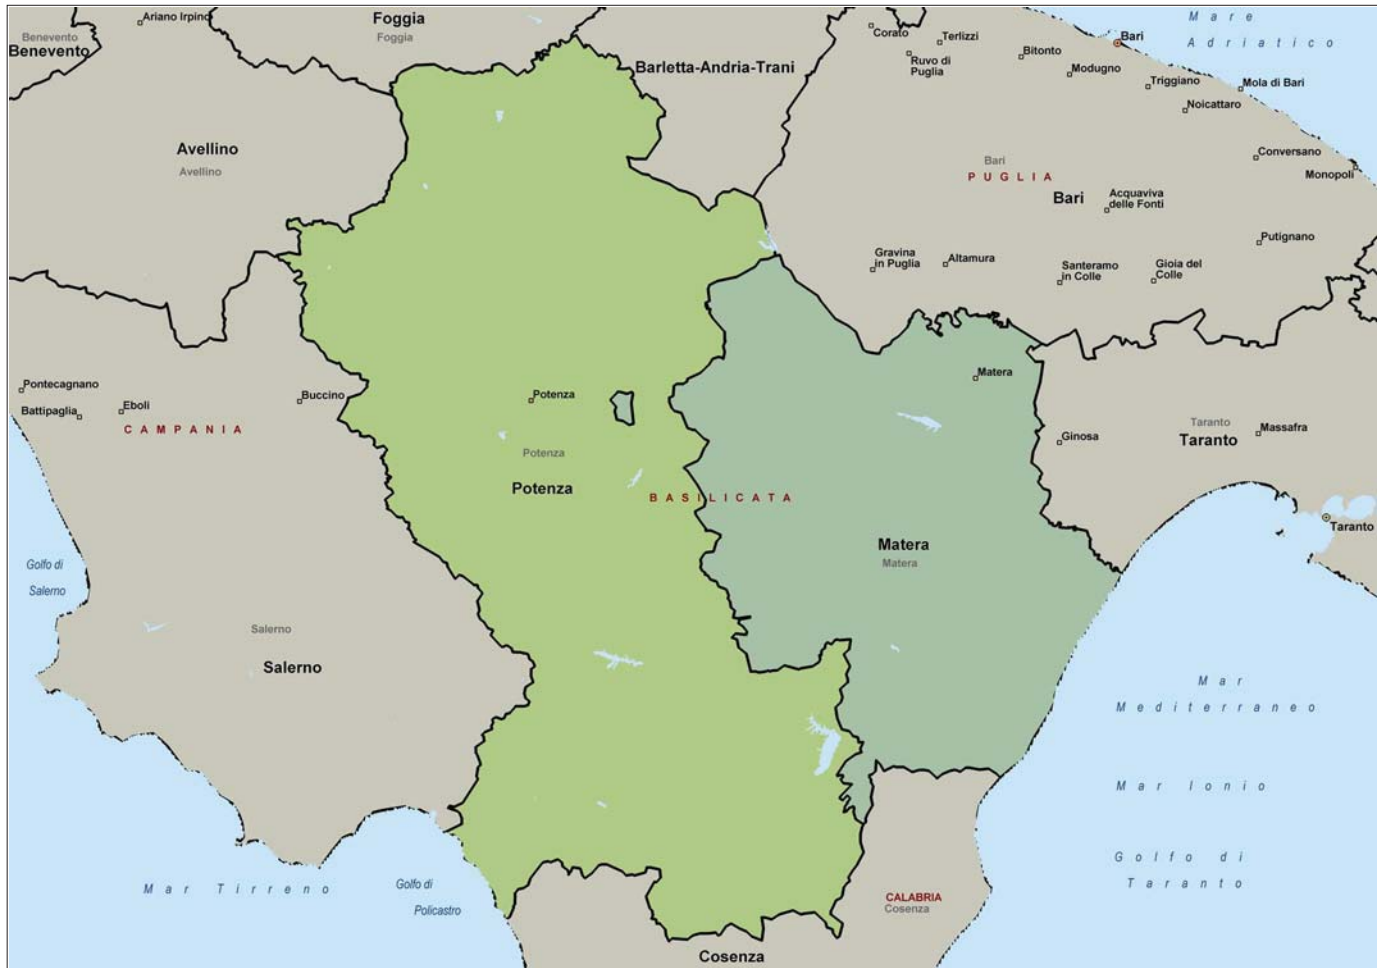 Ariano Irpino
Foggia
Foggia
Benevento
Benevento
Barletta-Andria-Trani
Corato
Terlizzi
Ruvo di
Puglia
Bitonto
Modugno
Bari
Triggiano
Mola di Bari
Noicattaro
Mare
Adriatico
Avellino
Avellino
Bari
PUGLIA
Bari
Acquaviva
delle Fonti
Conversano
Monopoli
Putignano
Gravina
in Puglia
Altamura
Santeramo
in Colle
Gioia del
Colle
Pontecagnano
Battipaglia
Eboli
Buccino
CAMPANIA
Potenza
Potenza
Potenza
BASILICATA
Matera
Ginosa
Taranto
Taranto
Massafra
Taranto
Matera
Matera
Golfo di
Salerno
Salerno
Salerno
Mar
Mediterraneo
Mar Ionio
Golfo di
Taranto
Mar Tirreno
Golfo di
Policastro
CALABRIA
Cosenza
Cosenza